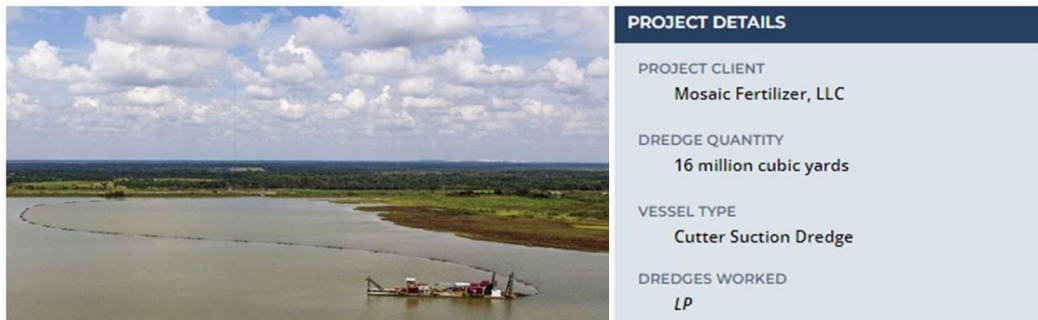 PROJECT DETAILS
PROJECT CLIENT
Mosaic Fertilizer, LLC
DREDGE QUANTITY
16 million cubic yards
VESSEL TYPE
Cutter Suction Dredge
DREDGES WORKED
LP